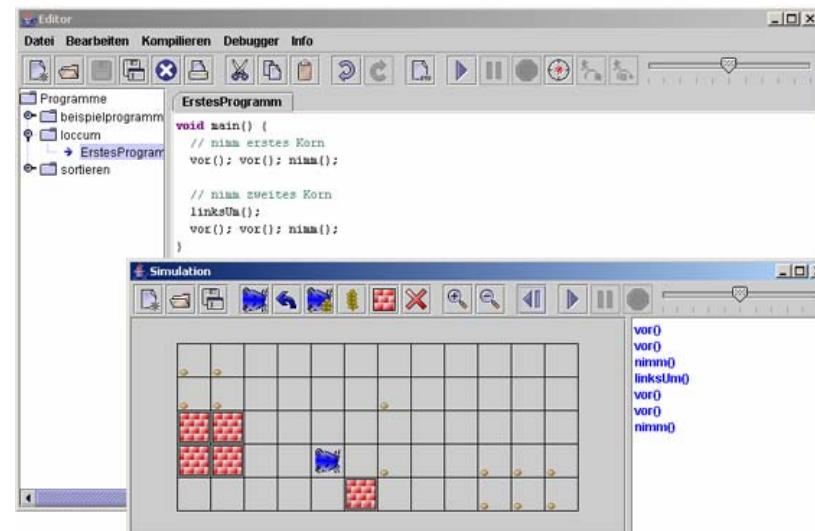 Editor
Datei Bearbeiten Kompilieren Debugger Info
Programme
beispielprogramm
loccum
ErstesProgram
sortieren
ErstesProgramm
void main() {
// nimm erstes Korn
vor(); vor(); nimm();
// nimm zweites Korn
linksUm();
vor(); vor(); nimm();
}
Simulation
vor()
vor()
nimm()
linksUm()
vor()
vor()
nimm()